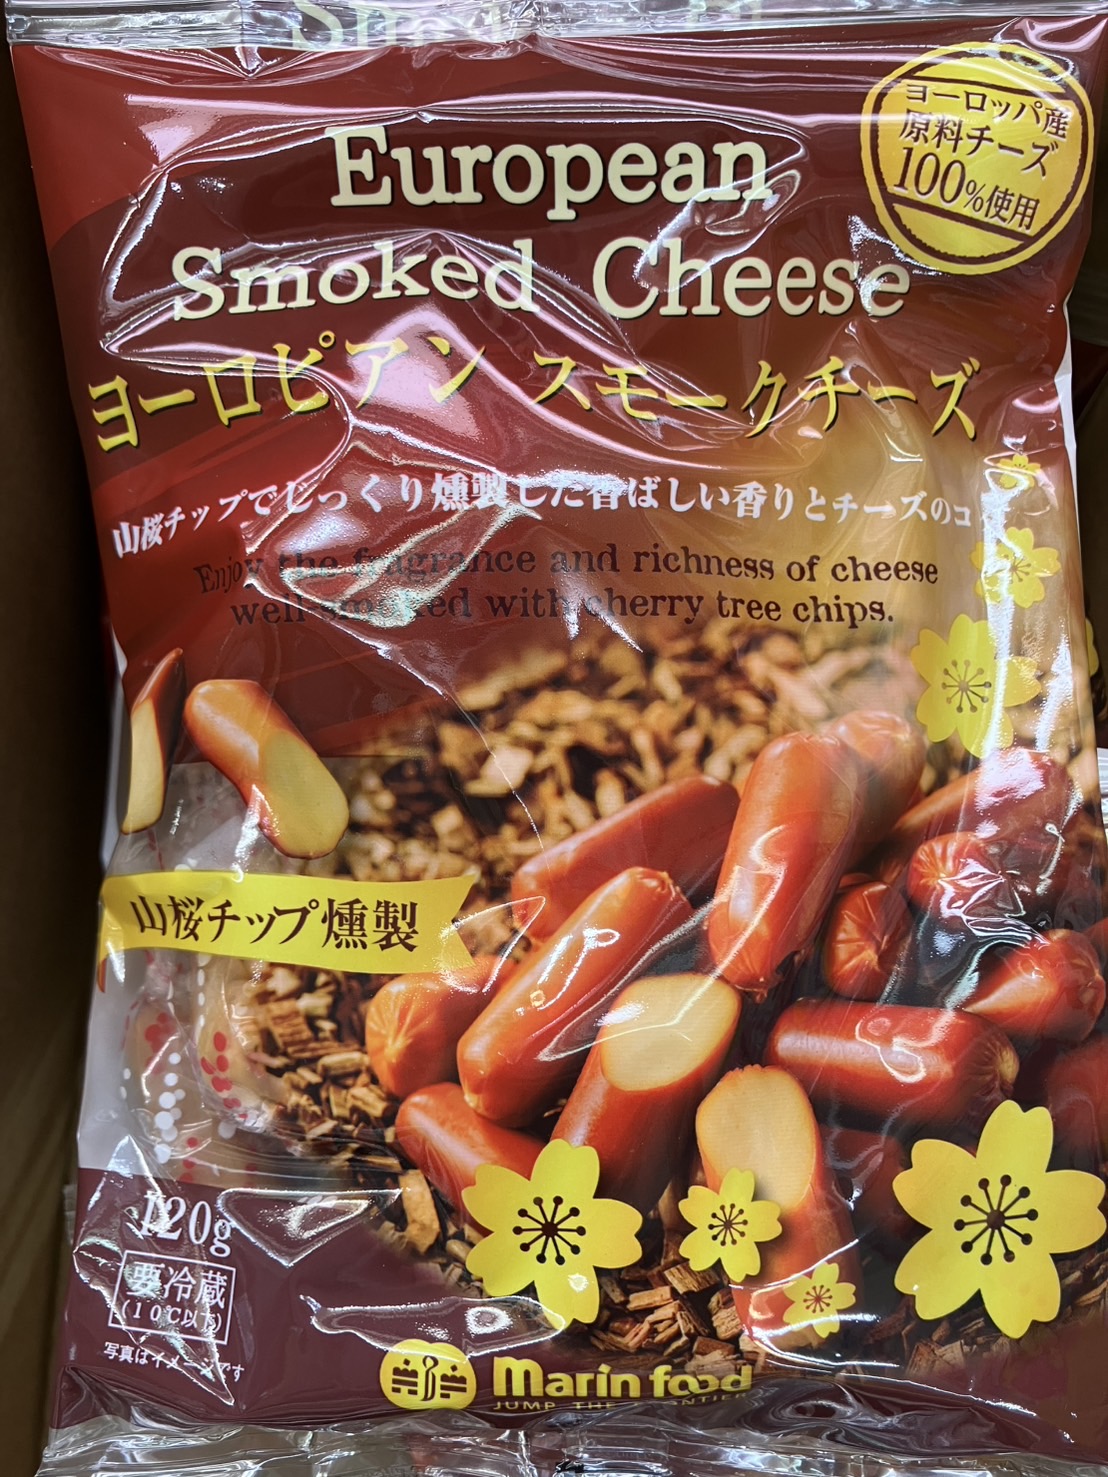 ヨーロッパ産
原料チーズ
100%使用
European
Smoked Cheese
ヨーロピアン スモークチーズ
山桜チップでじっくり燻製した香ばしい香りとチーズのコ
Enjoy the fragrance and richness of cheese
well-smoked with cherry tree chips.
山桜チップ燻製
120g
要冷蔵
(10℃以下)
写真はイメージです
marin food
JUMP THE FRONTIER